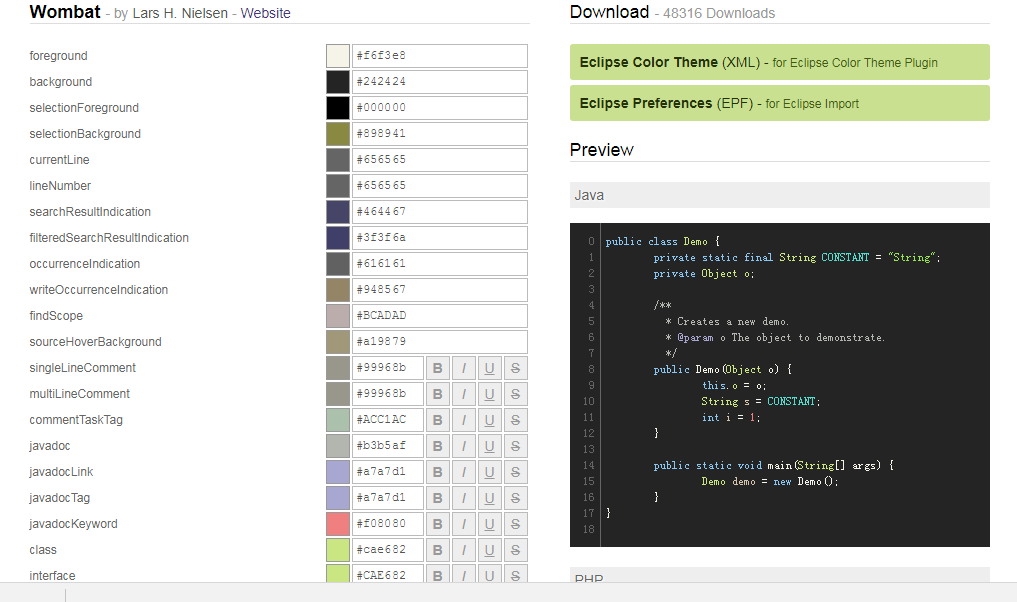 Wombat - by Lars H. Nielsen - Website
foreground #f6f3e8
background #242424
selectionForeground #000000
selectionBackground #898941
currentLine #656565
lineNumber #656565
searchResultIndication #464467
filteredSearchResultIndication #3f3f6a
occurrenceIndication #616161
writeOccurrenceIndication #948567
findScope #BCADAD
sourceHoverBackground #a19879
singleLineComment #99968b B I U S
multiLineComment #99968b B I U S
commentTaskTag #ACC1AC B I U S
javadoc #b3b5af B I U S
javadocLink #a7a7d1 B I U S
javadocTag #a7a7d1 B I U S
javadocKeyword #f08080 B I U S
class #cae682 B I U S
interface #CAE682 B I U S
Download - 48316 Downloads
Eclipse Color Theme (XML) - for Eclipse Color Theme Plugin
Eclipse Preferences (EPF) - for Eclipse Import
Preview
Java
0 public class Demo {
1 private static final String CONSTANT = "String";
2 private Object o;
3
4 /**
5 * Creates a new demo.
6 * @param o The object to demonstrate.
7 */
8 public Demo(Object o) {
9 this.o = o;
10 String s = CONSTANT;
11 int i = 1;
12 }
13
14 public static void main(String[] args) {
15 Demo demo = new Demo();
16 }
17 }
18
PHP